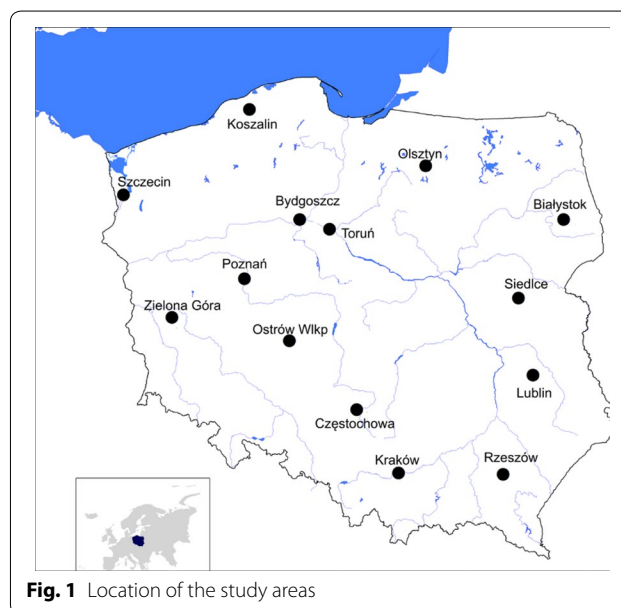 Koszalin
Olsztyn
Szczecin
Bydgoszcz
Białystok
Toruń
Poznań
Siedlce
Zielona Góra
Ostrów Wlkp
Lublin
Częstochowa
Kraków
Rzeszów
Fig. 1 Location of the study areas